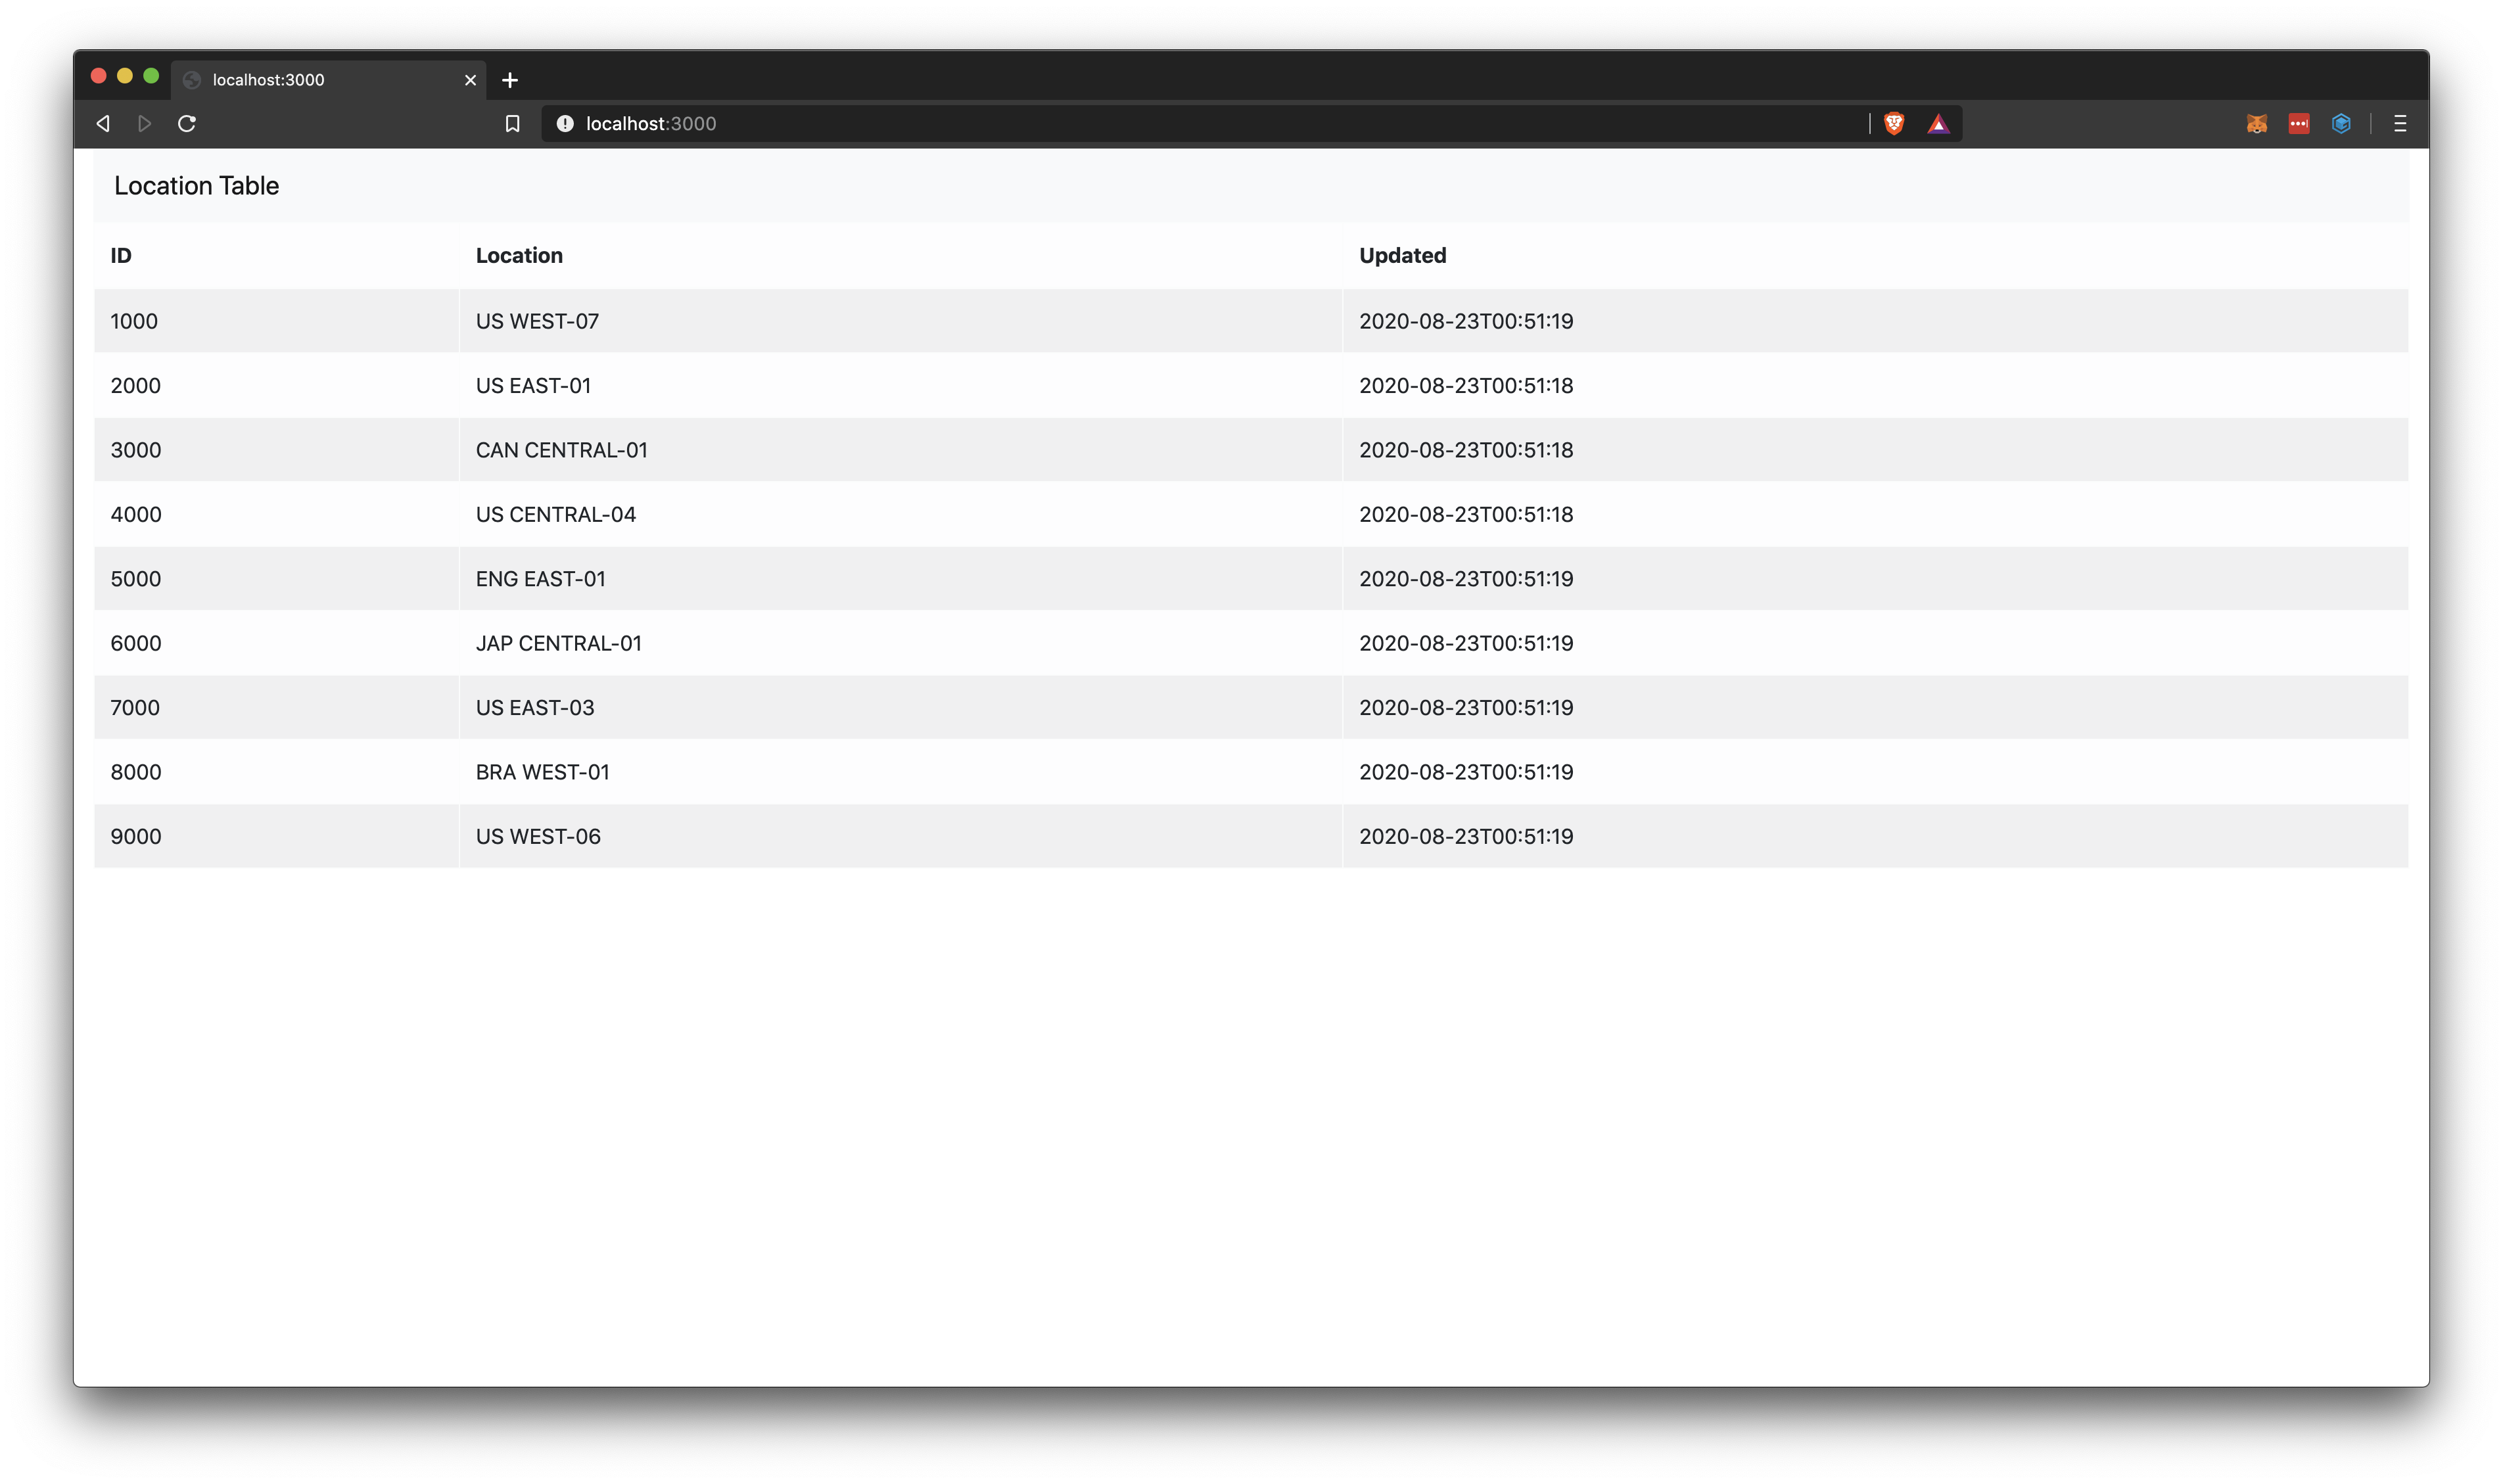 localhost:3000
localhost:3000
Location Table
ID Location Updated
1000 US WEST-07 2020-08-23T00:51:19
2000 US EAST-01 2020-08-23T00:51:18
3000 CAN CENTRAL-01 2020-08-23T00:51:18
4000 US CENTRAL-04 2020-08-23T00:51:18
5000 ENG EAST-01 2020-08-23T00:51:19
6000 JAP CENTRAL-01 2020-08-23T00:51:19
7000 US EAST-03 2020-08-23T00:51:19
8000 BRA WEST-01 2020-08-23T00:51:19
9000 US WEST-06 2020-08-23T00:51:19